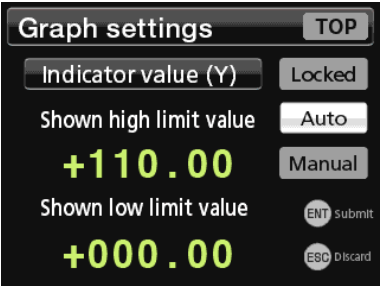 Graph settings TOP
Indicator value (Y) Locked
Shown high limit value Auto
+110.00 Manual
Shown low limit value ENT Submit
+000.00 ESC Discard